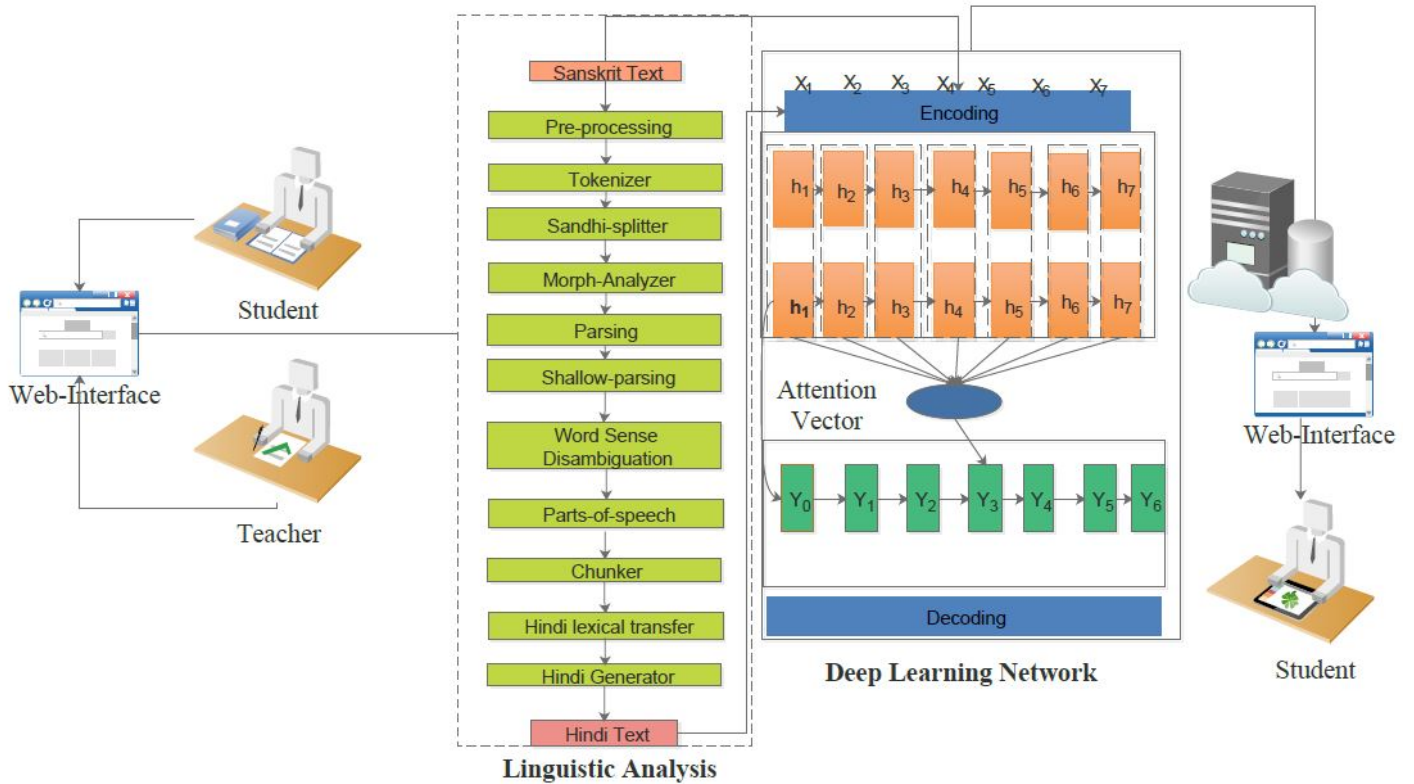 Student
Web-Interface
Teacher
Sanskrit Text
Pre-processing
Tokenizer
Sandhi-splitter
Morph-Analyzer
Parsing
Shallow-parsing
Word Sense
Disambiguation
Parts-of-speech
Chunker
Hindi lexical transfer
Hindi Generator
Hindi Text
Linguistic Analysis
X₁ X₂ X₃ X₄ X₅ X₆ X₇
Encoding
h₁ h₂ h₃ h₄ h₅ h₆ h₇
h₁ h₂ h₃ h₄ h₅ h₆ h₇
Attention
Vector
Y₀ Y₁ Y₂ Y₃ Y₄ Y₅ Y₆
Decoding
Deep Learning Network
Web-Interface
Student